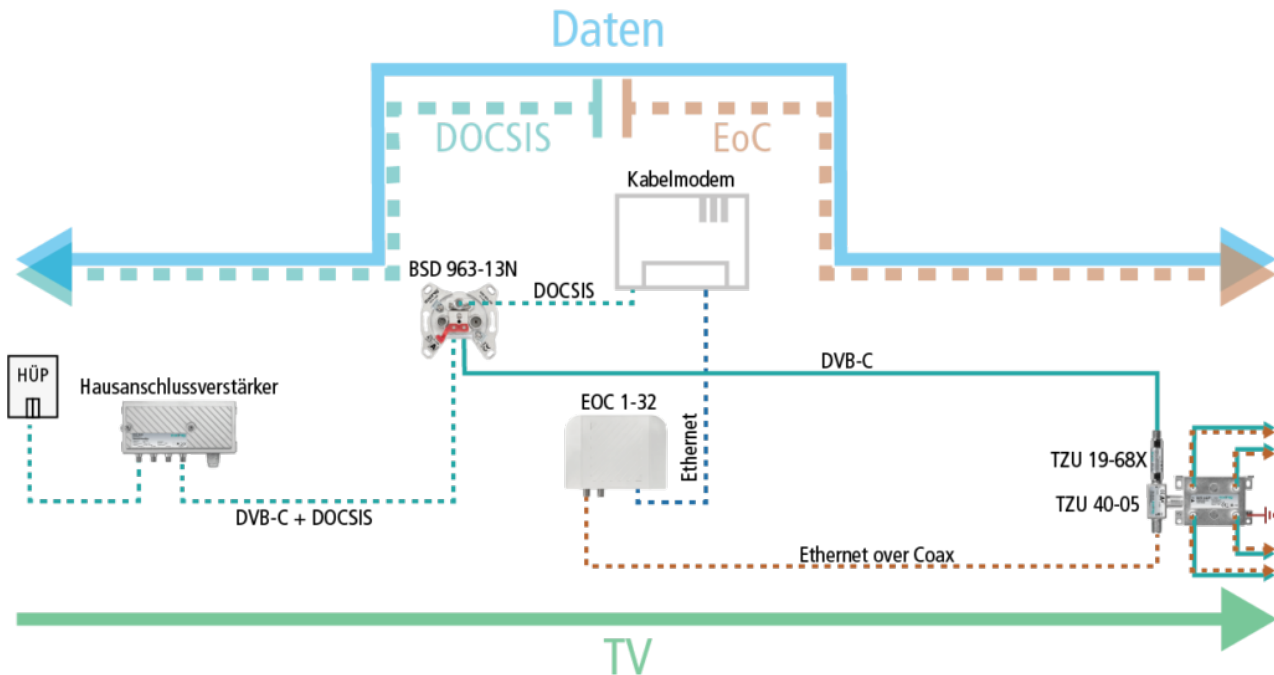 Daten
DOCSIS
EoC
Kabelmodem
BSD 963-13N
DOCSIS
HÜP
Hausanschlussverstärker
DVB-C
EOC 1-32
Ethernet
TZU 19-68X
TZU 40-05
DVB-C + DOCSIS
Ethernet over Coax
TV